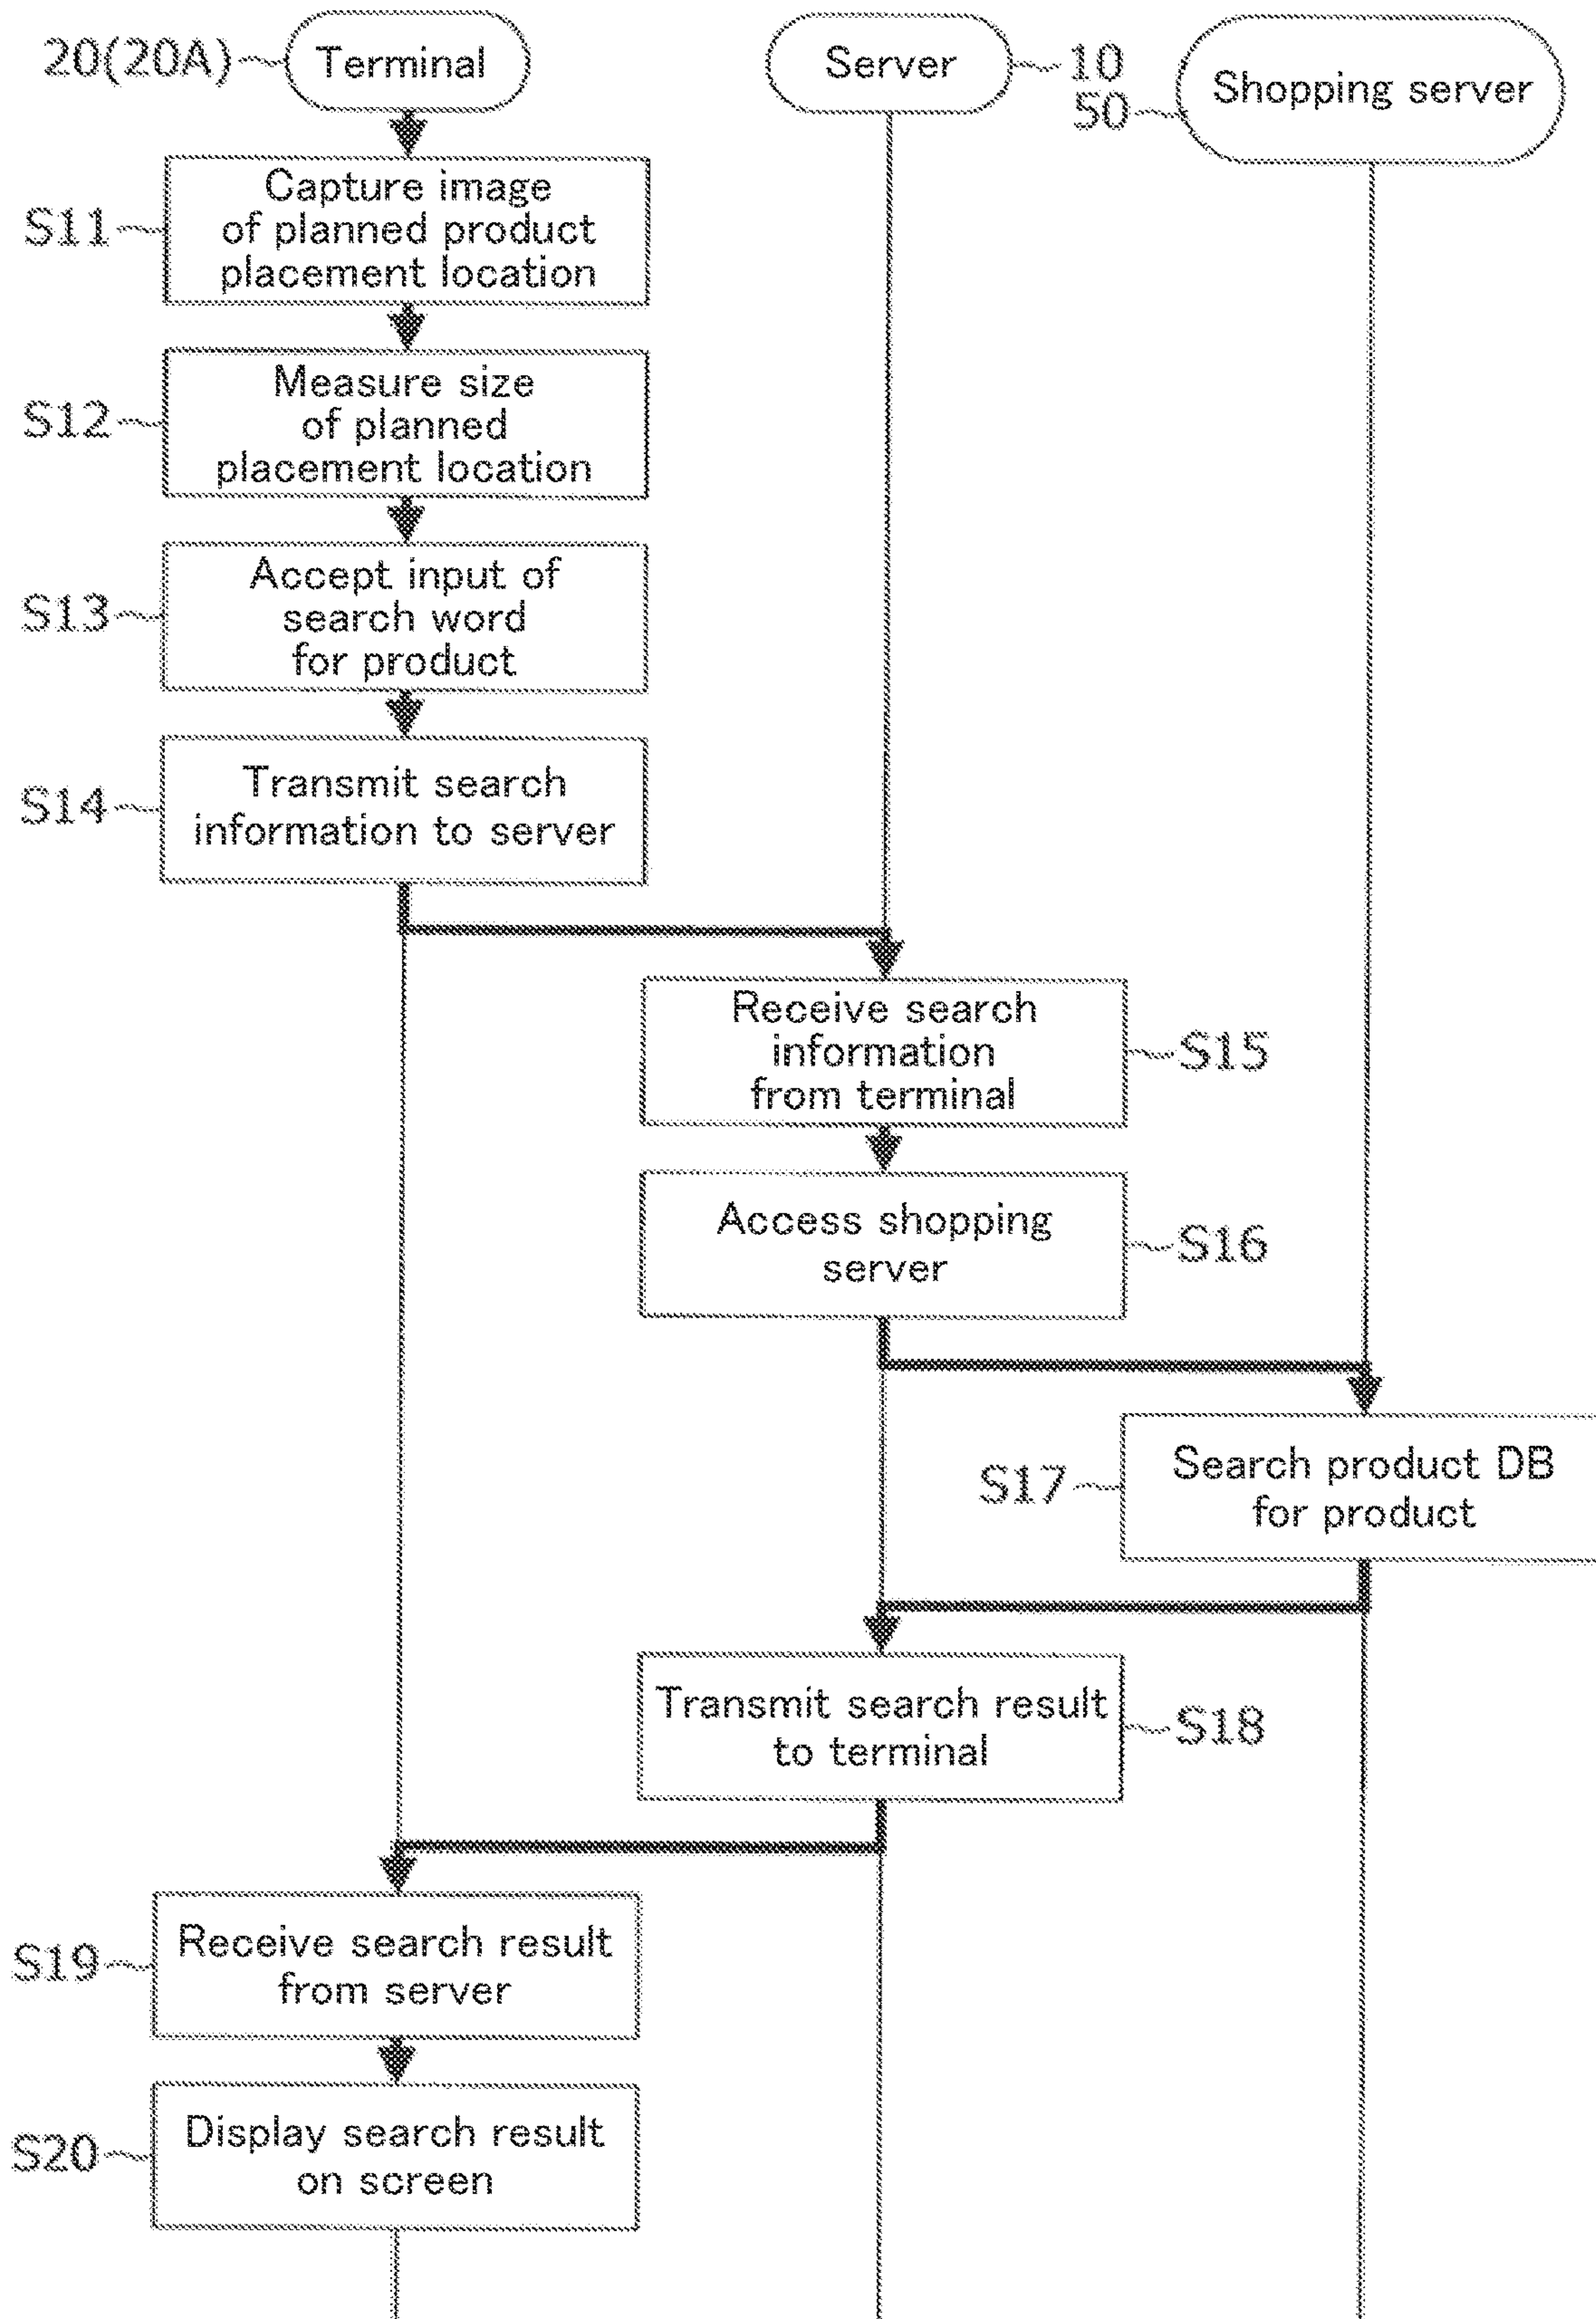 20(20A)
Terminal
Server
10
50
Shopping server
S11
Capture image
of planned product
placement location
S12
Measure size
of planned
placement location
S13
Accept input of
search word
for product
S14
Transmit search
information to server
Receive search
information
from terminal
S15
Access shopping
server
S16
S17
Search product DB
for product
Transmit search result
to terminal
S18
S19
Receive search result
from server
S20
Display search result
on screen